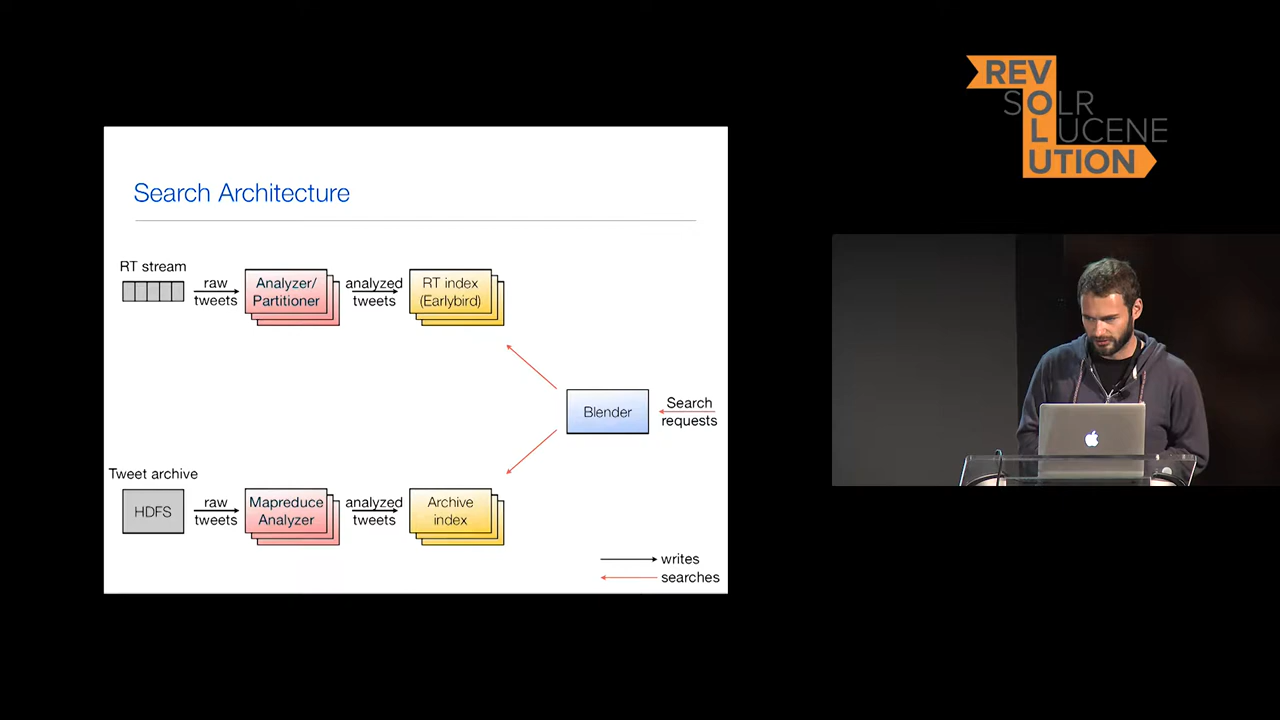 REV
SOLR
LUCENE
UTION
Search Architecture
RT stream
raw
tweets
Analyzer/
Partitioner
analyzed
tweets
RT index
(Earlybird)
Blender
Search
requests
Tweet archive
HDFS
raw
tweets
Mapreduce
Analyzer
analyzed
tweets
Archive
index
writes
searches